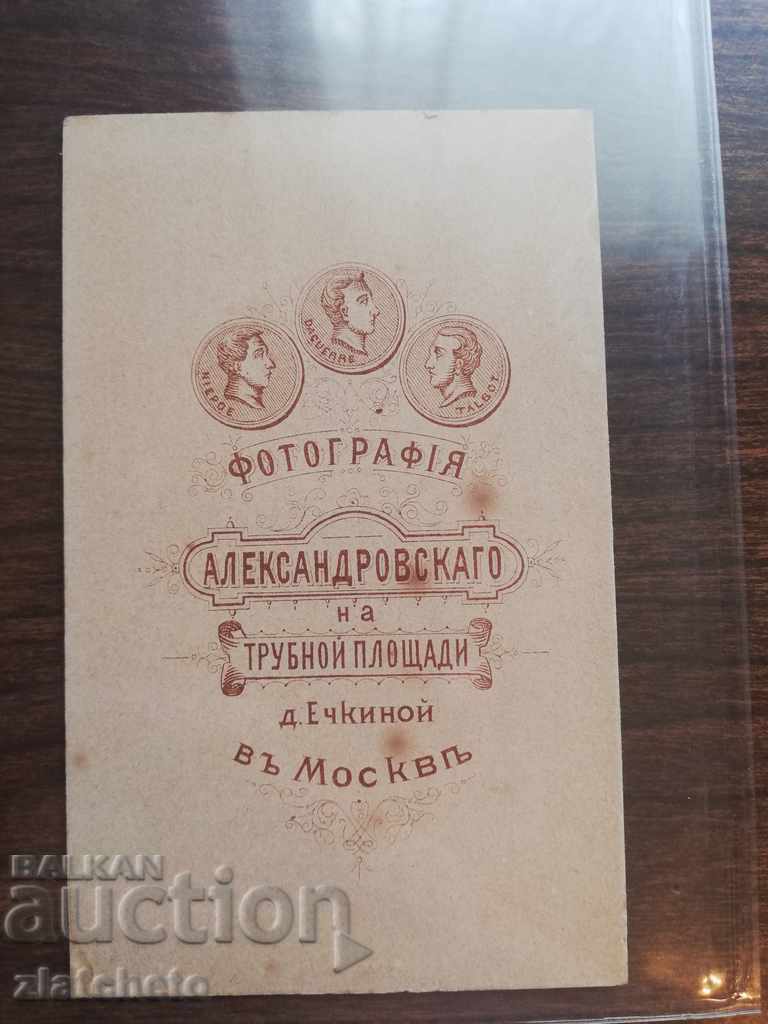 DAGUERRE
NIEPCE
TALBOT
ФОТОГРАФІЯ
АЛЕКСАНДРОВСКАГО
на
ТРУБНОЙ ПЛОЩАДИ
д. Ечкиной
въ Москвѣ
BALKAN
auction
zlatcheto